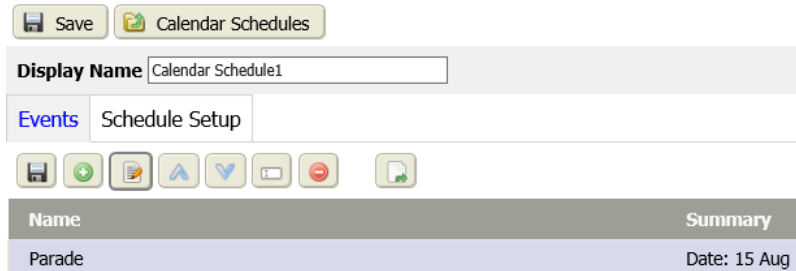 Save Calendar Schedules
Display Name Calendar Schedule1
Events Schedule Setup
Name Summary
Parade Date: 15 Aug